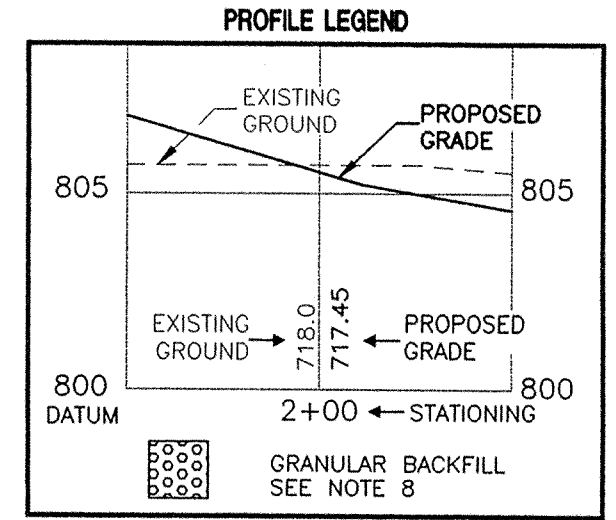 PROFILE LEGEND
EXISTING
GROUND
PROPOSED
GRADE
805
805
EXISTING
GROUND
718.0
717.45
PROPOSED
GRADE
800
800
DATUM
2+00
STATIONING
GRANULAR BACKFILL
SEE NOTE 8